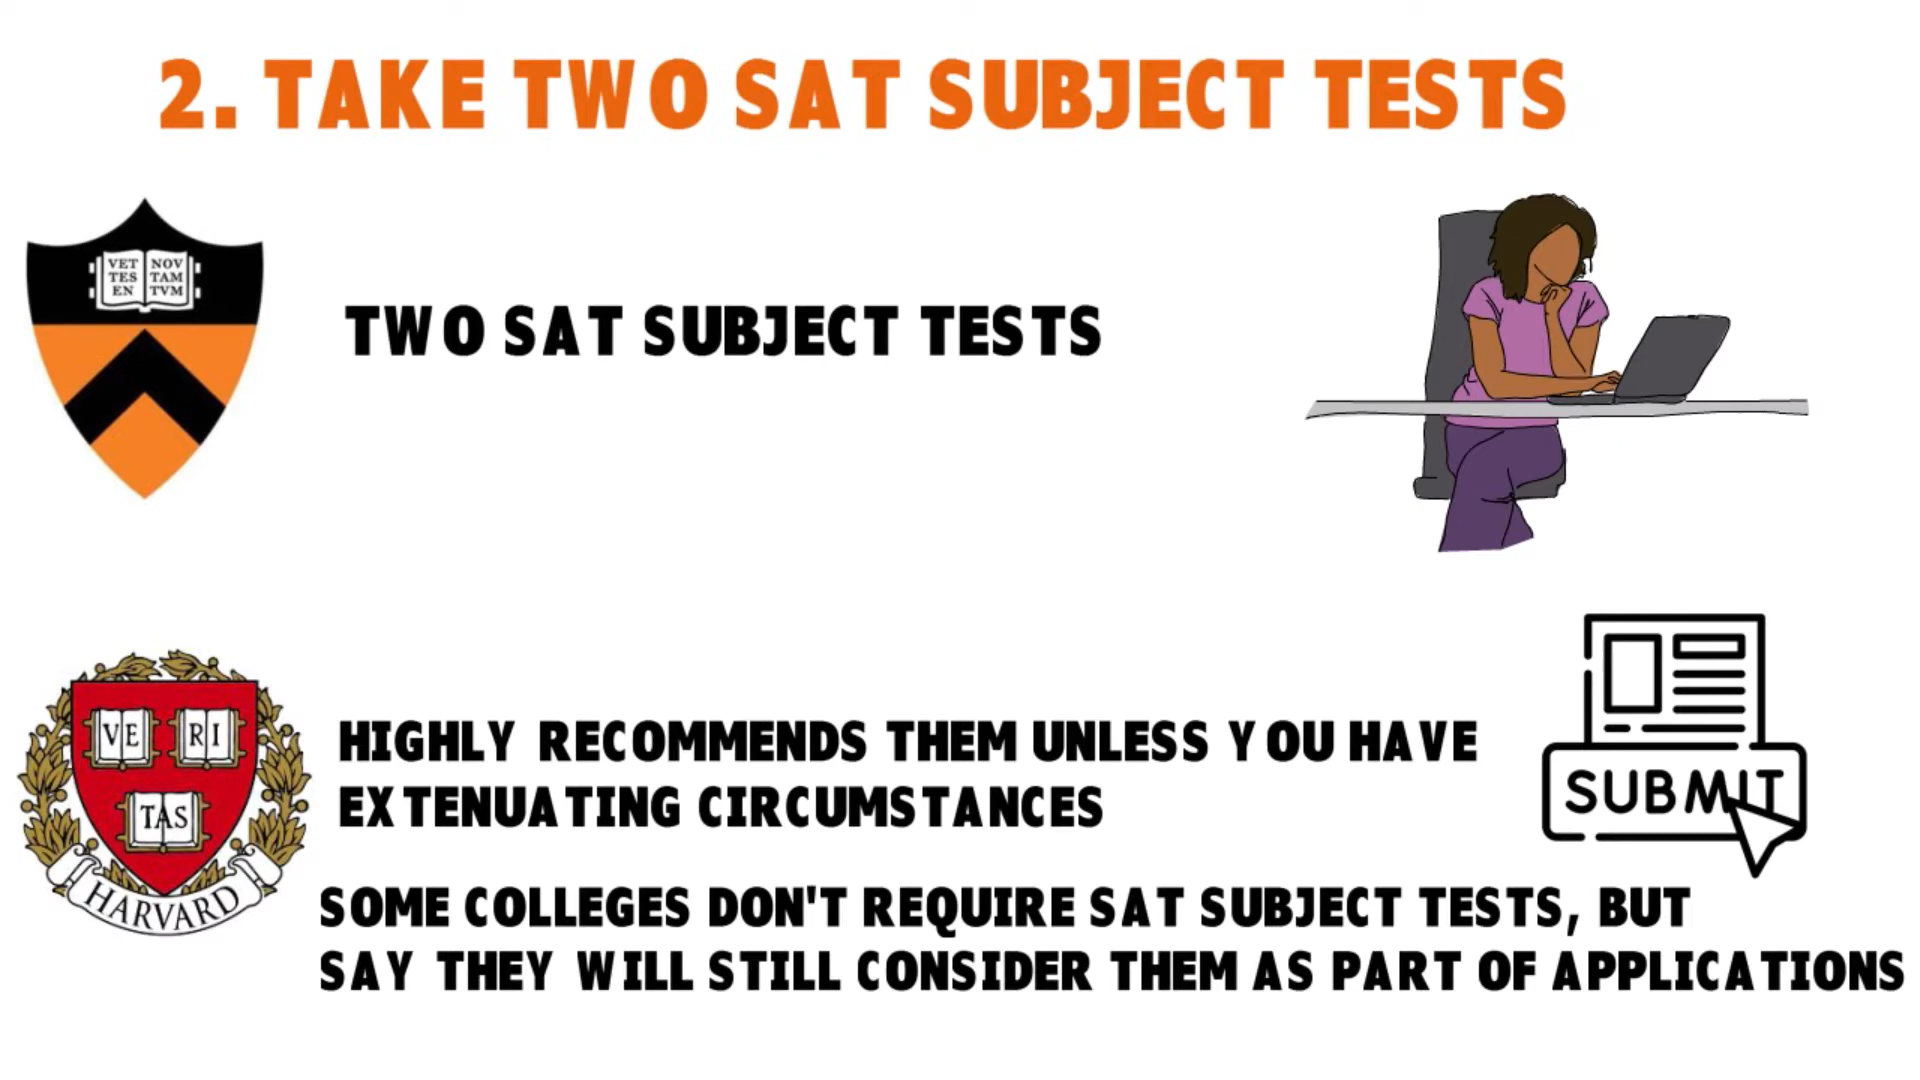 2. TAKE TWO SAT SUBJECT TESTS
VET NOV
TES TAM
EN TVM
TWO SAT SUBJECT TESTS
VE RI
TAS
HARVARD
HIGHLY RECOMMENDS THEM UNLESS YOU HAVE
EXTENUATING CIRCUMSTANCES
SUBMIT
SOME COLLEGES DON'T REQUIRE SAT SUBJECT TESTS, BUT
SAY THEY WILL STILL CONSIDER THEM AS PART OF APPLICATIONS